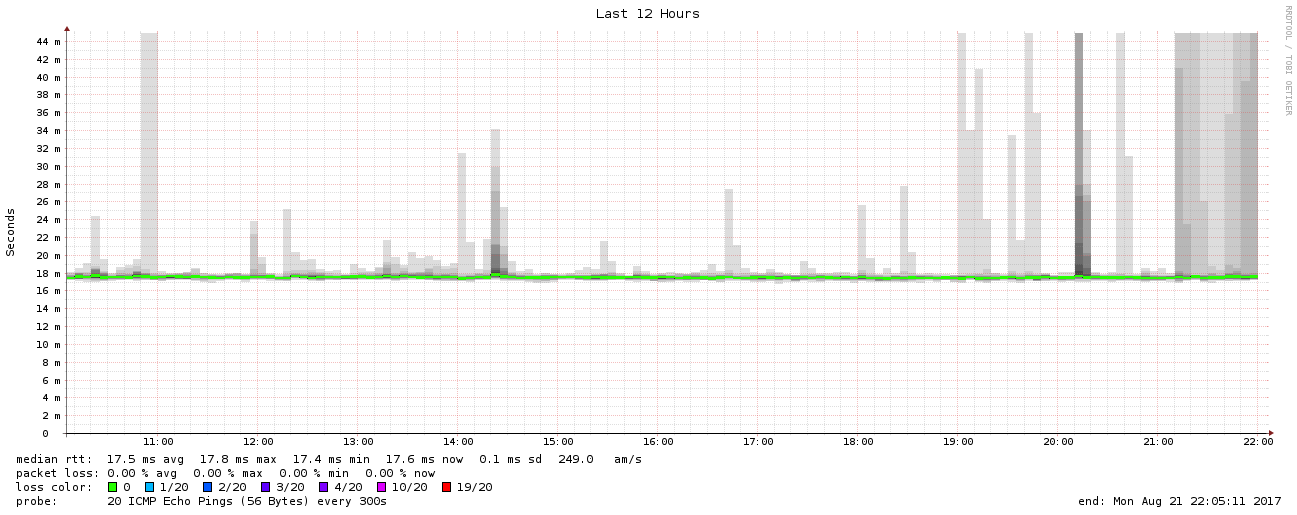 Last 12 Hours
RRDTOOL / TOBI OETIKER
Seconds
44 m
42 m
40 m
38 m
36 m
34 m
32 m
30 m
28 m
26 m
24 m
22 m
20 m
18 m
16 m
14 m
12 m
10 m
8 m
6 m
4 m
2 m
0
11:00 12:00 13:00 14:00 15:00 16:00 17:00 18:00 19:00 20:00 21:00 22:00
median rtt: 17.5 ms avg 17.8 ms max 17.4 ms min 17.6 ms now 0.1 ms sd 249.0 am/s
packet loss: 0.00 % avg 0.00 % max 0.00 % min 0.00 % now
loss color: 0 1/20 2/20 3/20 4/20 10/20 19/20
probe: 20 ICMP Echo Pings (56 Bytes) every 300s end: Mon Aug 21 22:05:11 2017